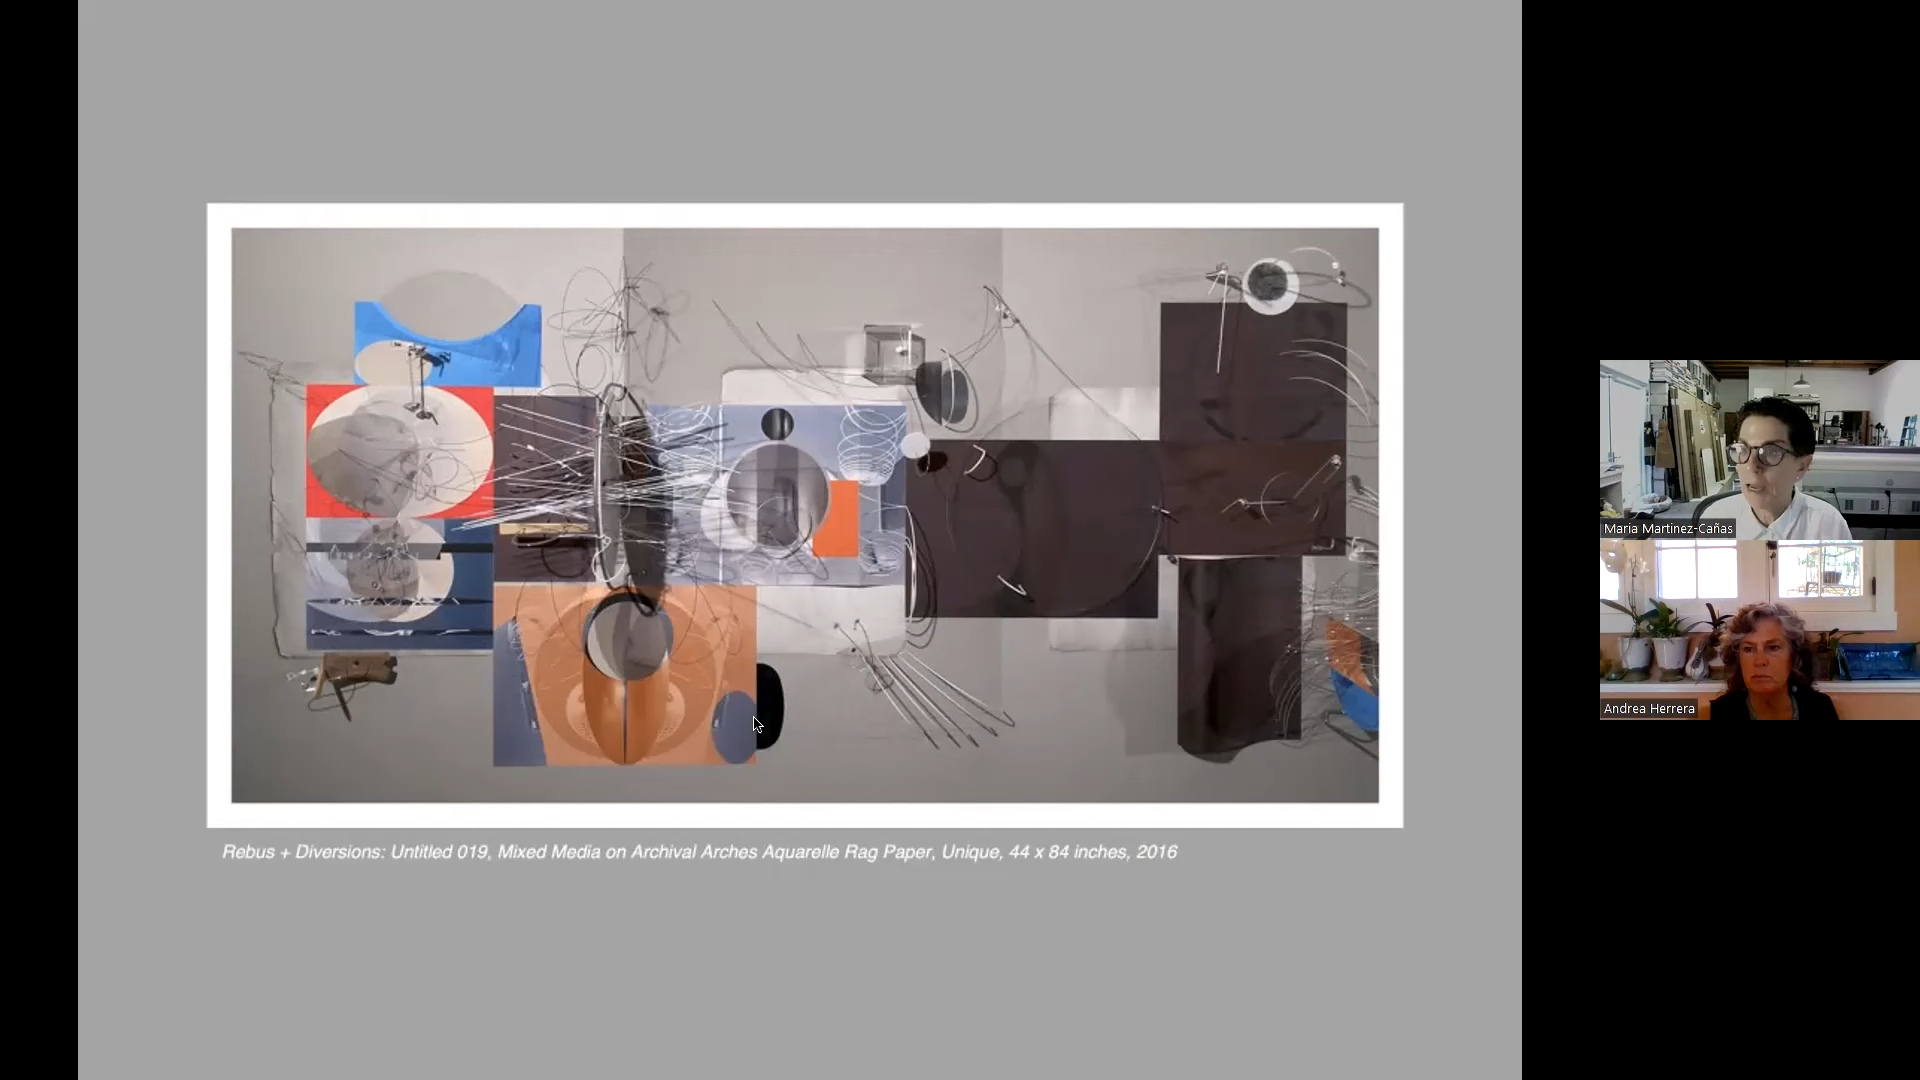 Rebus + Diversions: Untitled 019, Mixed Media on Archival Arches Aquarelle Rag Paper, Unique, 44 x 84 inches, 2016
Maria Martinez-Cañas
Andrea Herrera